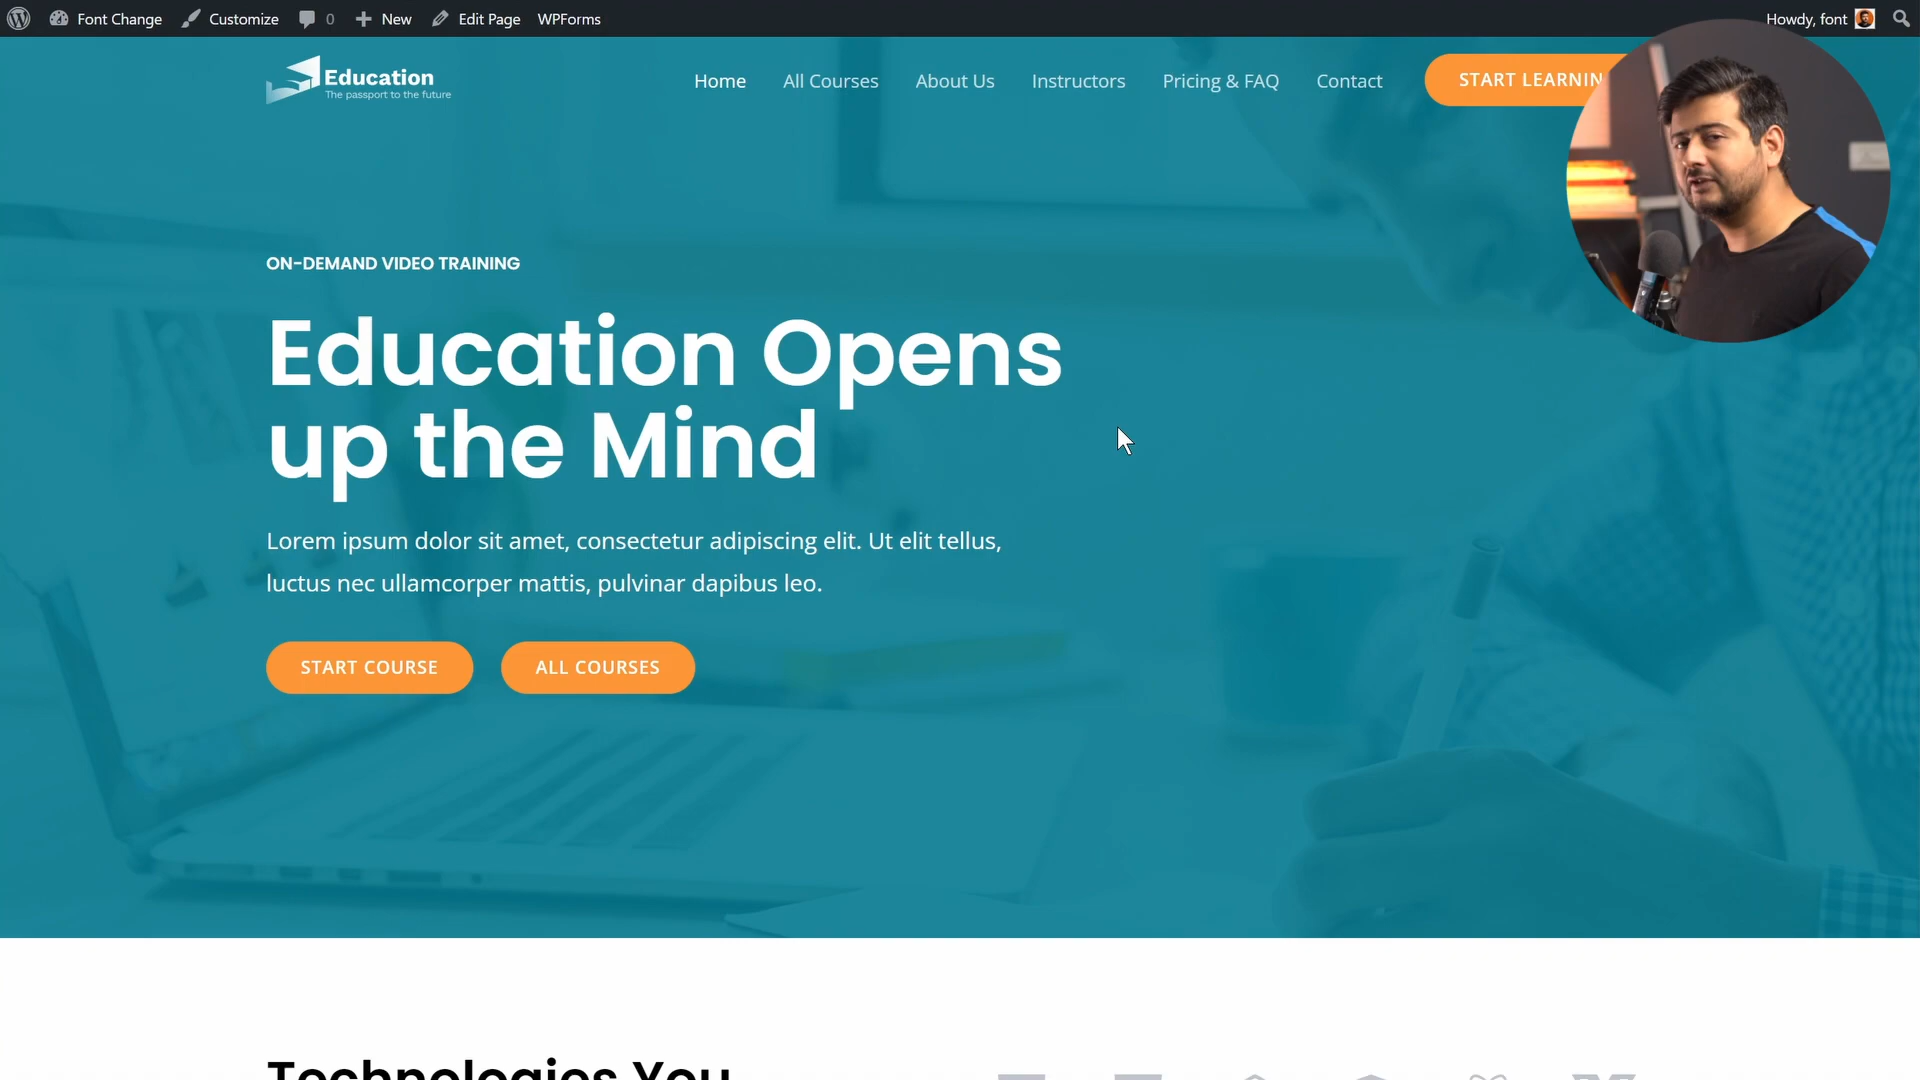 Font Change
Customize
0
New
Edit Page
WPForms
Howdy, font
Education
The passport to the future
Home
All Courses
About Us
Instructors
Pricing & FAQ
Contact
START LEARNIN
ON-DEMAND VIDEO TRAINING
Education Opens
up the Mind
Lorem ipsum dolor sit amet, consectetur adipiscing elit. Ut elit tellus,
luctus nec ullamcorper mattis, pulvinar dapibus leo.
START COURSE
ALL COURSES
Technologies You